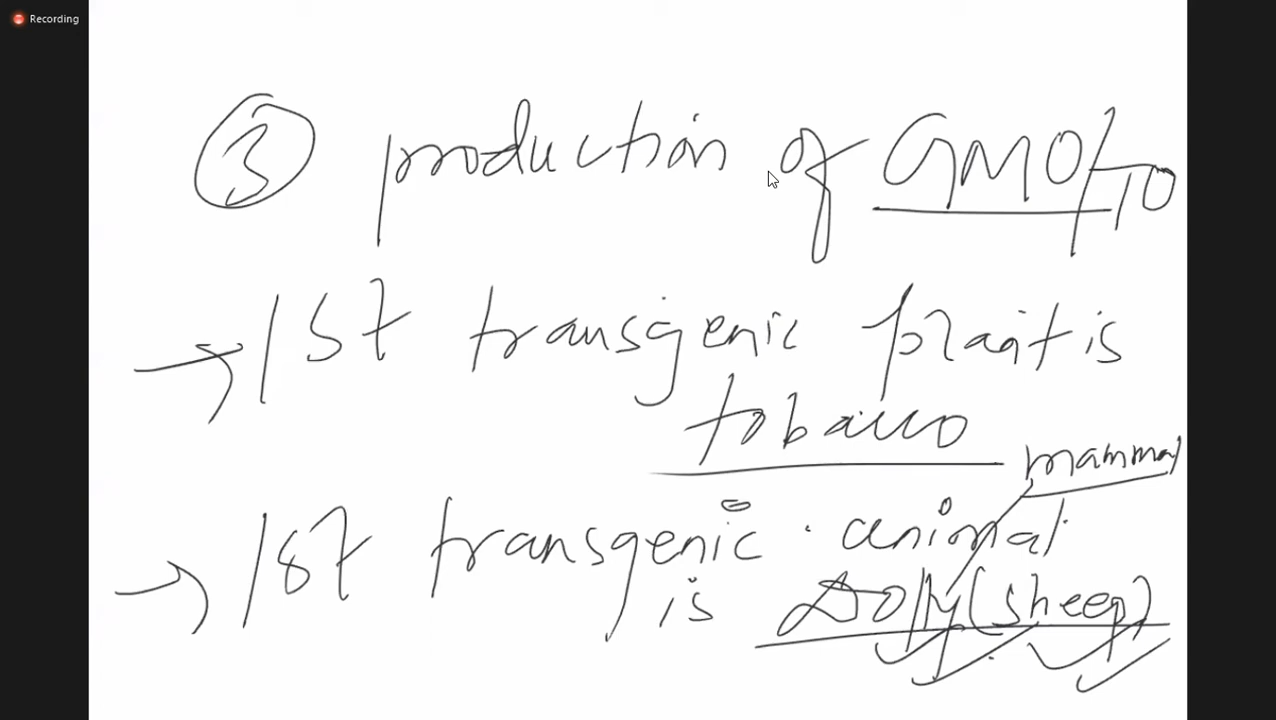 Recording
③ production of GMO/TO
→ 1st transgenic plant is
tobacco
mammal
→ 1st transgenic animal
is Dolly (sheep)